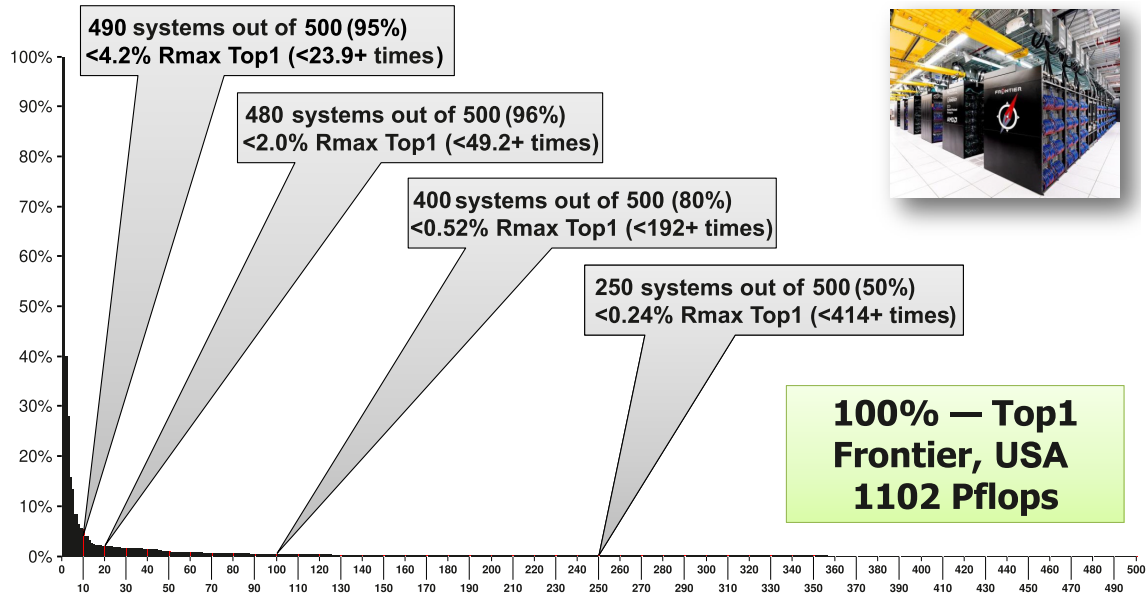 490 systems out of 500 (95%)
<4.2% Rmax Top1 (<23.9+ times)
480 systems out of 500 (96%)
<2.0% Rmax Top1 (<49.2+ times)
400 systems out of 500 (80%)
<0.52% Rmax Top1 (<192+ times)
250 systems out of 500 (50%)
<0.24% Rmax Top1 (<414+ times)
FRONTIER
100% — Top1
Frontier, USA
1102 Pflops
100%
90%
80%
70%
60%
50%
40%
30%
20%
10%
0%
0 20 40 60 80 100 120 140 160 180 200 220 240 260 280 300 320 340 360 380 400 420 440 460 480 500
10 30 50 70 90 110 130 150 170 190 210 230 250 270 290 310 330 350 370 390 410 430 450 470 490